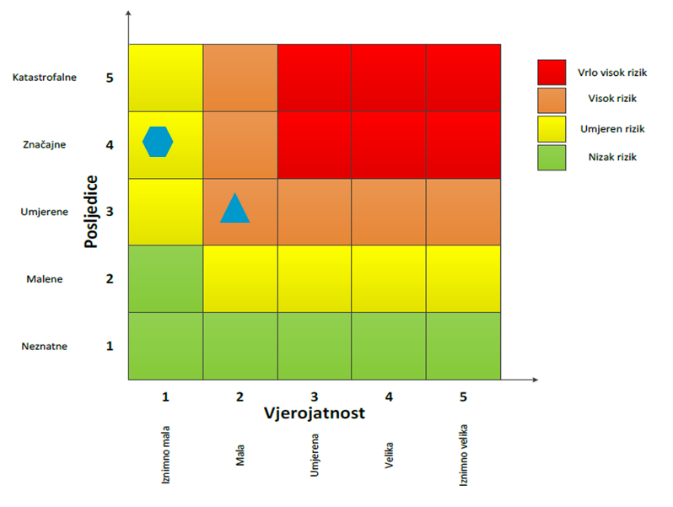 Katastrofalne 5
Značajne 4
Umjerene 3
Malene 2
Neznatne 1
Posljedice
1 2 3 4 5
Vjerojatnost
Iznimno mala
Mala
Umjerena
Velika
Iznimno velika
Vrlo visok rizik
Visok rizik
Umjeren rizik
Nizak rizik